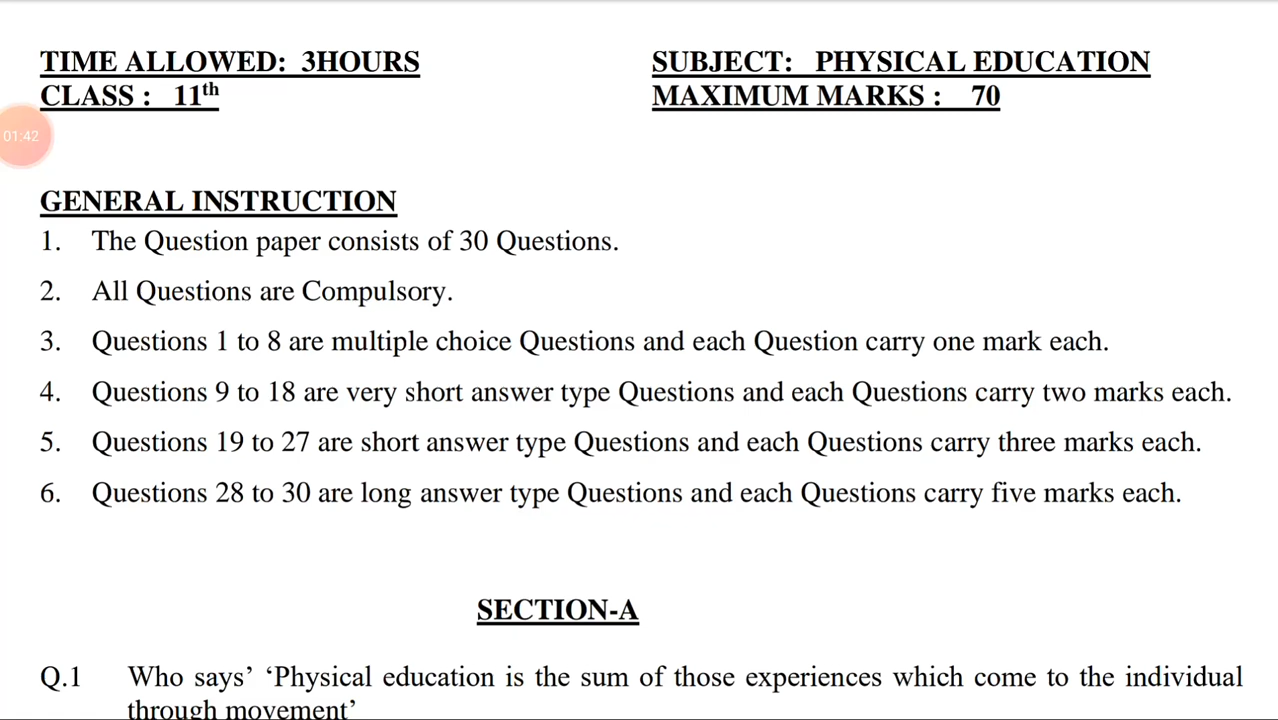 TIME ALLOWED: 3HOURS SUBJECT: PHYSICAL EDUCATION
CLASS : 11th MAXIMUM MARKS : 70
01:42
GENERAL INSTRUCTION
1. The Question paper consists of 30 Questions.
2. All Questions are Compulsory.
3. Questions 1 to 8 are multiple choice Questions and each Question carry one mark each.
4. Questions 9 to 18 are very short answer type Questions and each Questions carry two marks each.
5. Questions 19 to 27 are short answer type Questions and each Questions carry three marks each.
6. Questions 28 to 30 are long answer type Questions and each Questions carry five marks each.
SECTION-A
Q.1 Who says’ ‘Physical education is the sum of those experiences which come to the individual
through movement’